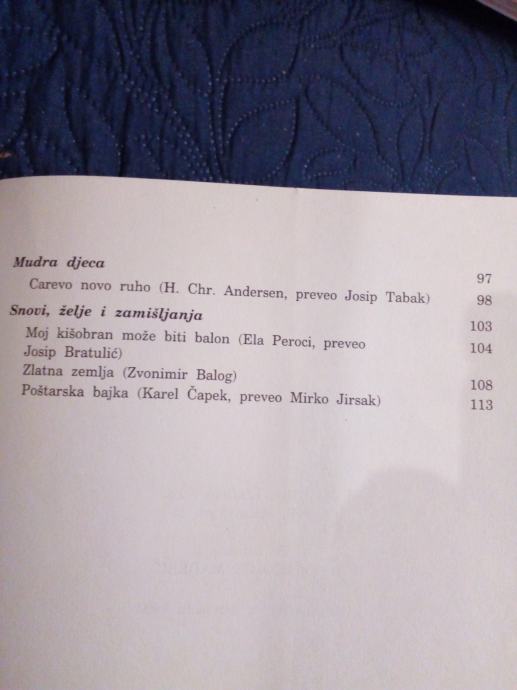 Mudra djeca 97
Carevo novo ruho (H. Chr. Andersen, preveo Josip Tabak) 98
Snovi, želje i zamišljanja 103
Moj kišobran može biti balon (Ela Peroci, preveo
Josip Bratulić) 104
Zlatna zemlja (Zvonimir Balog) 108
Poštarska bajka (Karel Čapek, preveo Mirko Jirsak) 113